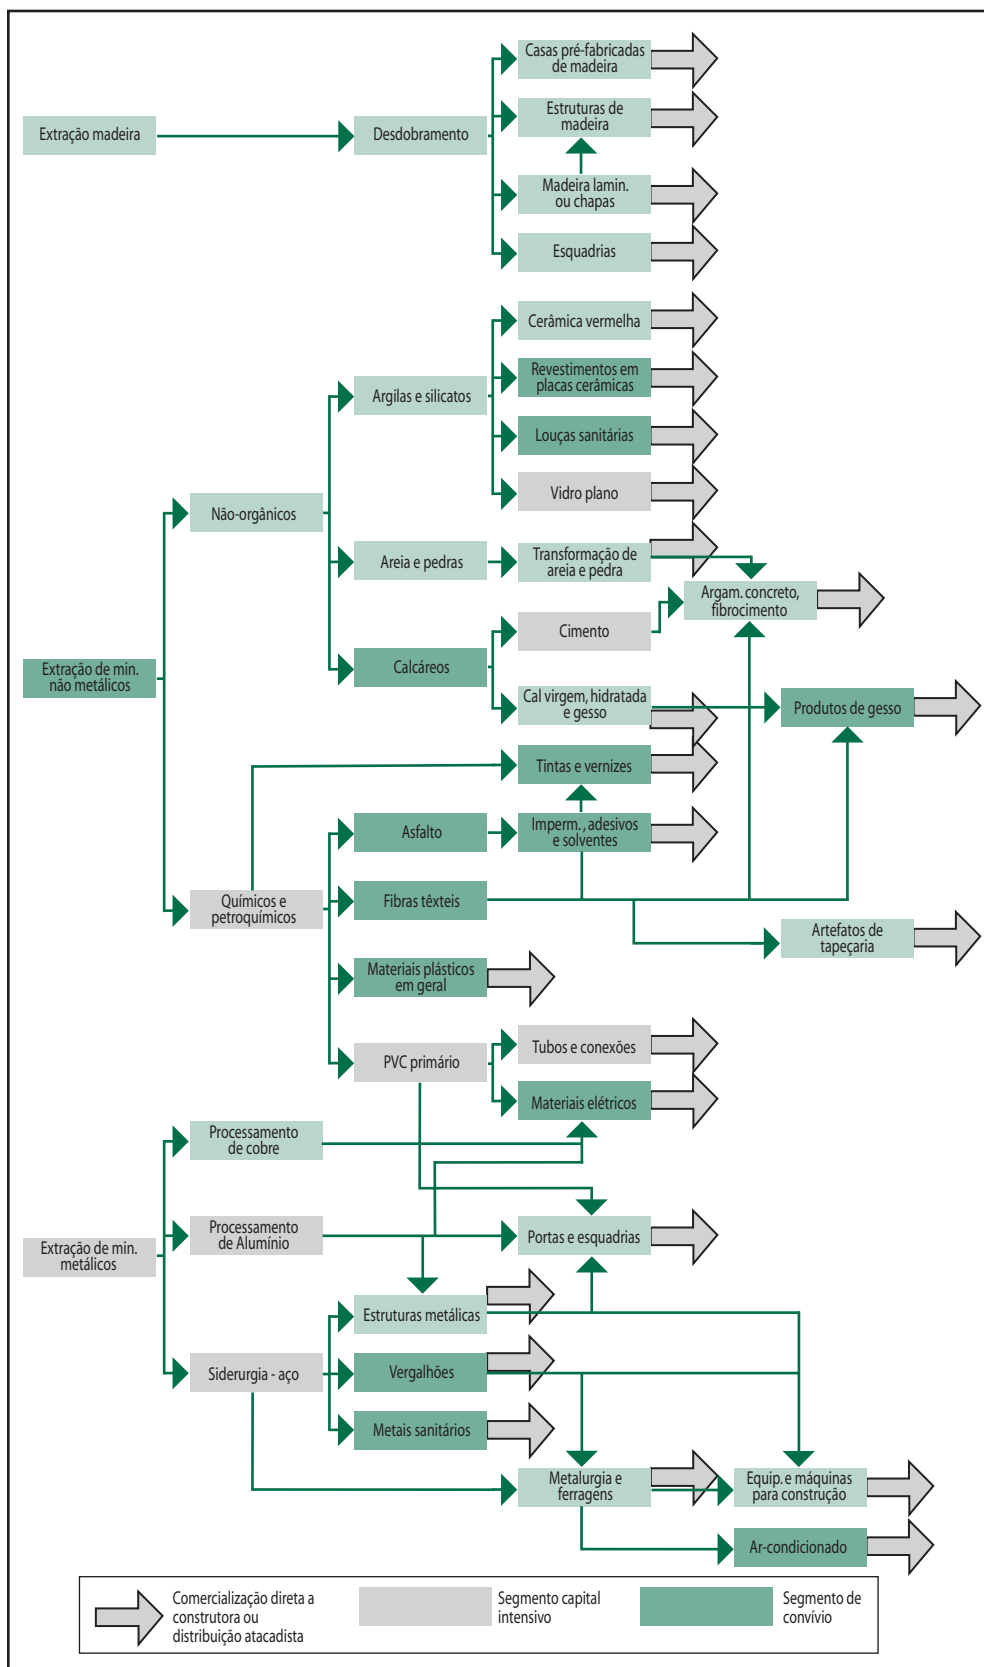 Casas pré-fabricadas
de madeira
Extração madeira
Desdobramento
Estruturas de
madeira
Madeira lamin.
ou chapas
Esquadrias
Cerâmica vermelha
Argilas e silicatos
Revestimentos em
placas cerâmicas
Louças sanitárias
Vidro plano
Não-orgânicos
Areia e pedras
Transformação de
areia e pedra
Argam. concreto,
fibrocimento
Cimento
Extração de min.
não metálicos
Calcáreos
Cal virgem, hidratada
e gesso
Produtos de gesso
Tintas e vernizes
Asfalto
Imperm., adesivos
e solventes
Químicos e
petroquímicos
Fibras têxteis
Artefatos de
tapeçaria
Materiais plásticos
em geral
PVC primário
Tubos e conexões
Materiais elétricos
Processamento
de cobre
Extração de min.
metálicos
Processamento
de Alumínio
Portas e esquadrias
Estruturas metálicas
Siderurgia - aço
Vergalhões
Metais sanitários
Metalurgia e
ferragens
Equip. e máquinas
para construção
Ar-condicionado
Comercialização direta a
construtora ou
distribuição atacadista
Segmento capital
intensivo
Segmento de
convívio